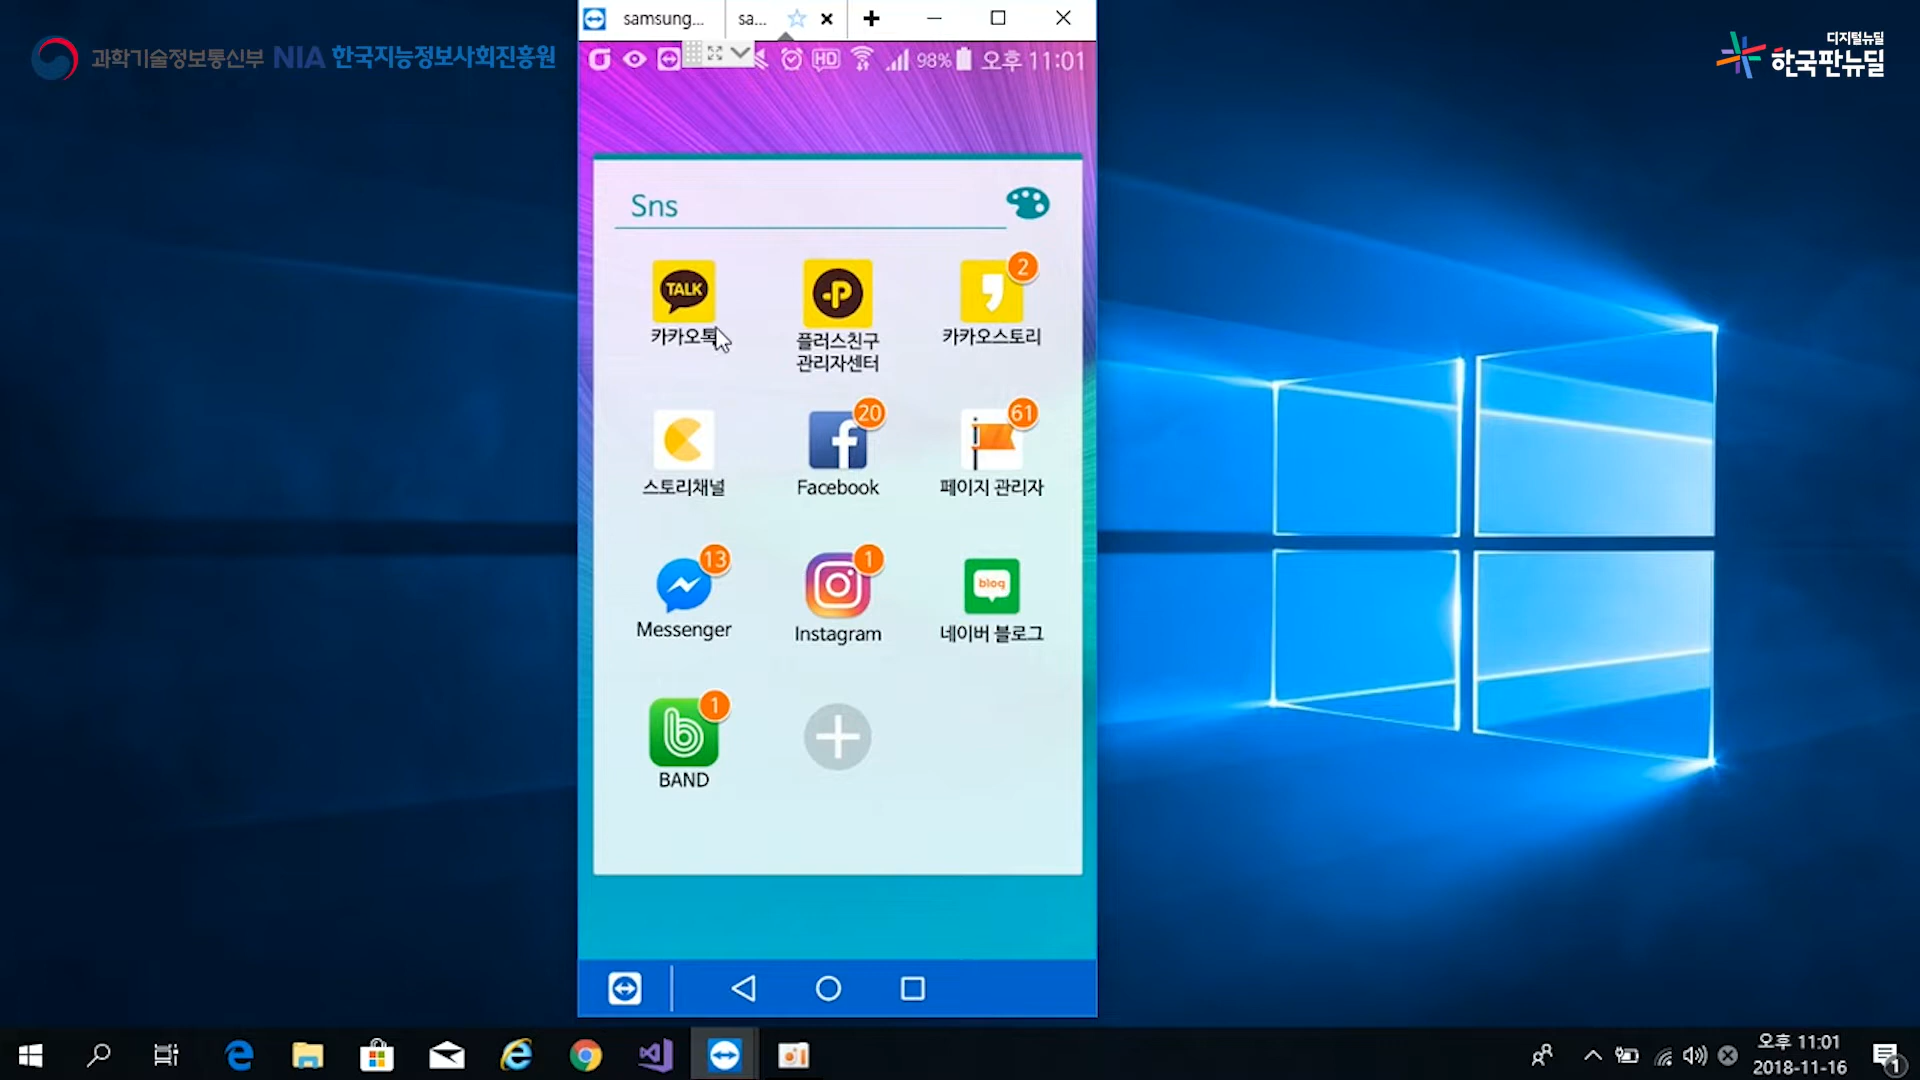 samsung...
sa...
과학기술정보통신부 NIA 한국지능정보사회진흥원
디지털뉴딜
한국판뉴딜
HD 98% 오후 11:01
Sns
TALK
2
카카오톡
플러스친구
관리자센터
카카오스토리
20
61
스토리채널
Facebook
페이지 관리자
13
1
blog
Messenger
Instagram
네이버 블로그
1
BAND
오후 11:01
2018-11-16
1